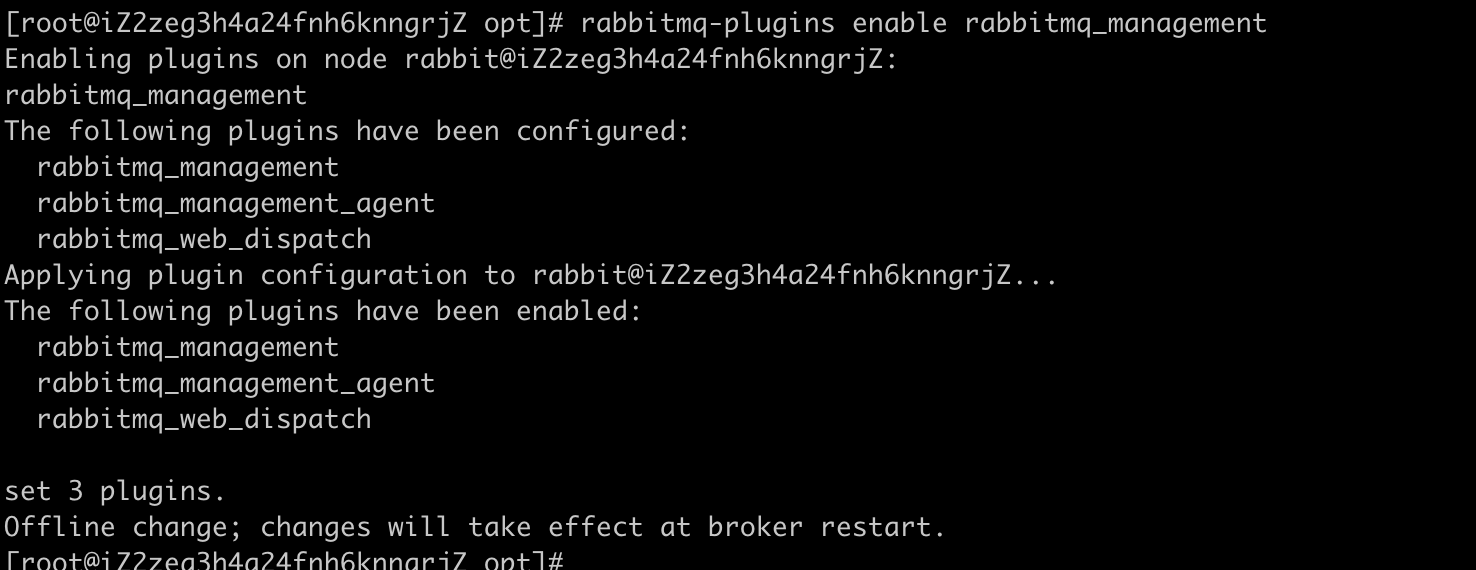 [root@iZ2zeg3h4a24fnh6knngrjZ opt]# rabbitmq-plugins enable rabbitmq_management
Enabling plugins on node rabbit@iZ2zeg3h4a24fnh6knngrjZ:
rabbitmq_management
The following plugins have been configured:
  rabbitmq_management
  rabbitmq_management_agent
  rabbitmq_web_dispatch
Applying plugin configuration to rabbit@iZ2zeg3h4a24fnh6knngrjZ...
The following plugins have been enabled:
  rabbitmq_management
  rabbitmq_management_agent
  rabbitmq_web_dispatch

set 3 plugins.
Offline change; changes will take effect at broker restart.
[root@iZ2zeg3h4a24fnh6knngrjZ opt]#